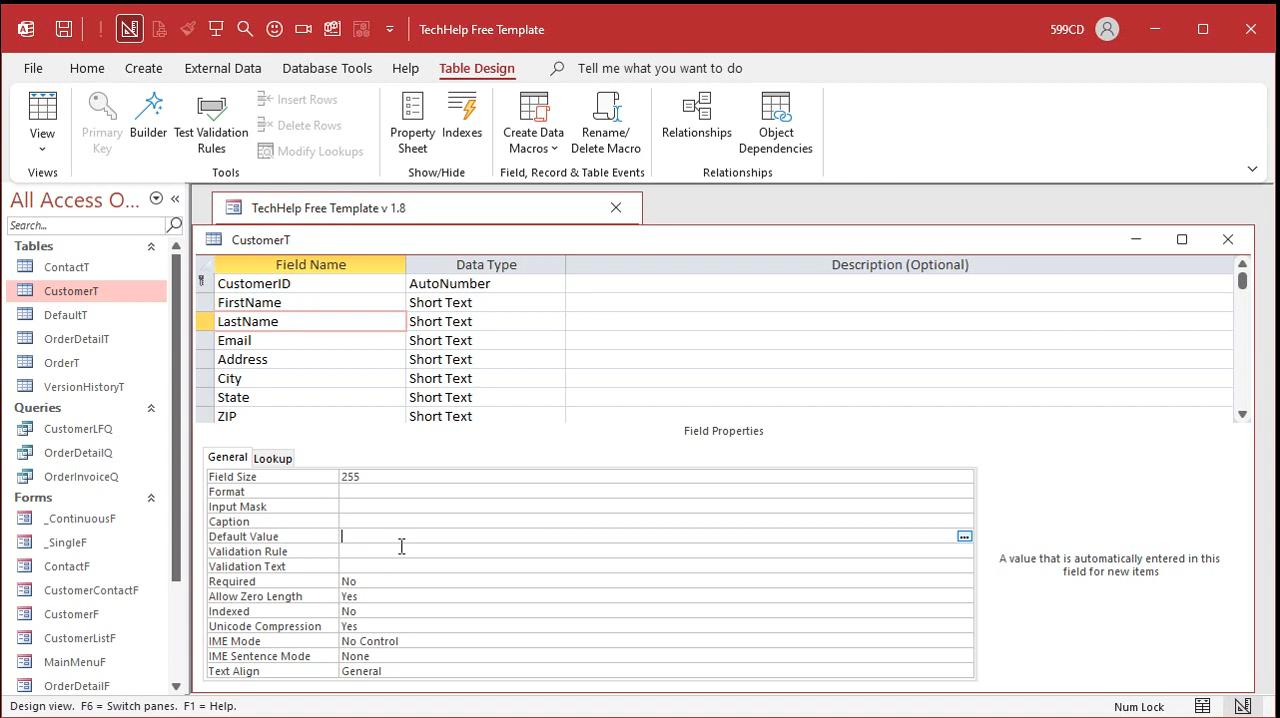 TechHelp Free Template
599CD
File Home Create External Data Database Tools Help Table Design Tell me what you want to do
View
Primary Key
Builder
Test Validation Rules
Insert Rows
Delete Rows
Modify Lookups
Property Sheet
Indexes
Create Data Macros
Rename/ Delete Macro
Relationships
Object Dependencies
Views Tools Show/Hide Field, Record & Table Events Relationships
All Access O...
Search...
Tables
ContactT
CustomerT
DefaultT
OrderDetailT
OrderT
VersionHistoryT
Queries
CustomerLFQ
OrderDetailQ
OrderInvoiceQ
Forms
_ContinuousF
_SingleF
ContactF
CustomerContactF
CustomerF
CustomerListF
MainMenuF
OrderDetailF
TechHelp Free Template v 1.8
CustomerT
Field Name Data Type Description (Optional)
CustomerID AutoNumber
FirstName Short Text
LastName Short Text
Email Short Text
Address Short Text
City Short Text
State Short Text
ZIP Short Text
Field Properties
General Lookup
Field Size 255
Format
Input Mask
Caption
Default Value
Validation Rule
Validation Text
Required No
Allow Zero Length Yes
Indexed No
Unicode Compression Yes
IME Mode No Control
IME Sentence Mode None
Text Align General
A value that is automatically entered in this
field for new items
Design view. F6 = Switch panes. F1 = Help.
Num Lock